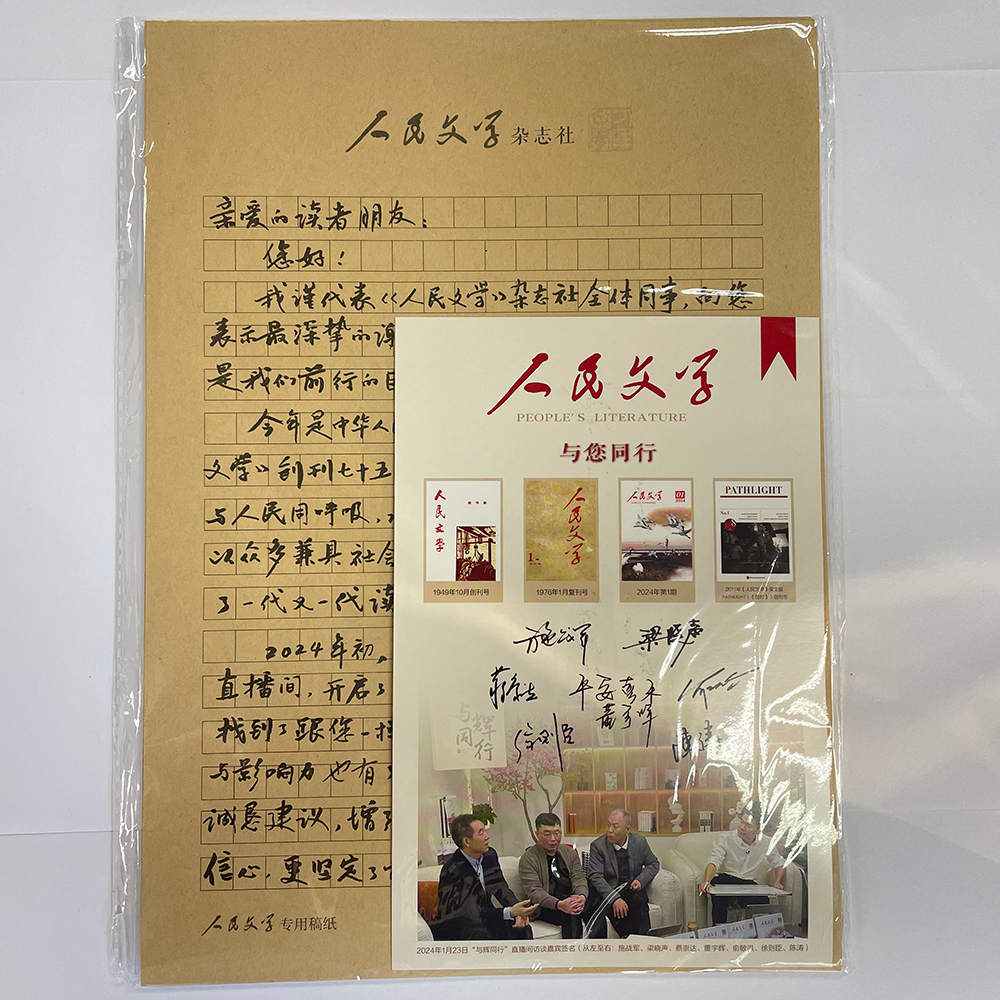 人民文学 杂志社
亲爱的读者朋友：
您好！
我谨代表《人民文学》杂志社全体同事，向您
表示最深挚的谢
是我们前行的
今年是中华人
文学》创刊七十五
与人民同呼吸，
以众多兼具社会
了一代又一代读
2024年初，
直播间，开启了
找到了跟您一样
与影响力也有
诚恳建议，增强
信心，更坚定了
人民文学 专用稿纸
人民文学
PEOPLE'S LITERATURE
与您同行
人民文学
1949年10月创刊号
人民文学
1
1976年1月复刊号
人民文学 01
2024
2024年第1期
PATHLIGHT
No.1
2011年《人民文学》英文版
PATHLIGHT（《路灯》）创刊号
施战军 梁晓声
蔡崇达 平安喜乐
董宇辉
徐则臣 陈涛
与辉同行
2024年1月23日“与辉同行”直播间访谈嘉宾签名（从左至右：施战军、梁晓声、蔡崇达、董宇辉、俞敏洪、徐则臣、陈涛）